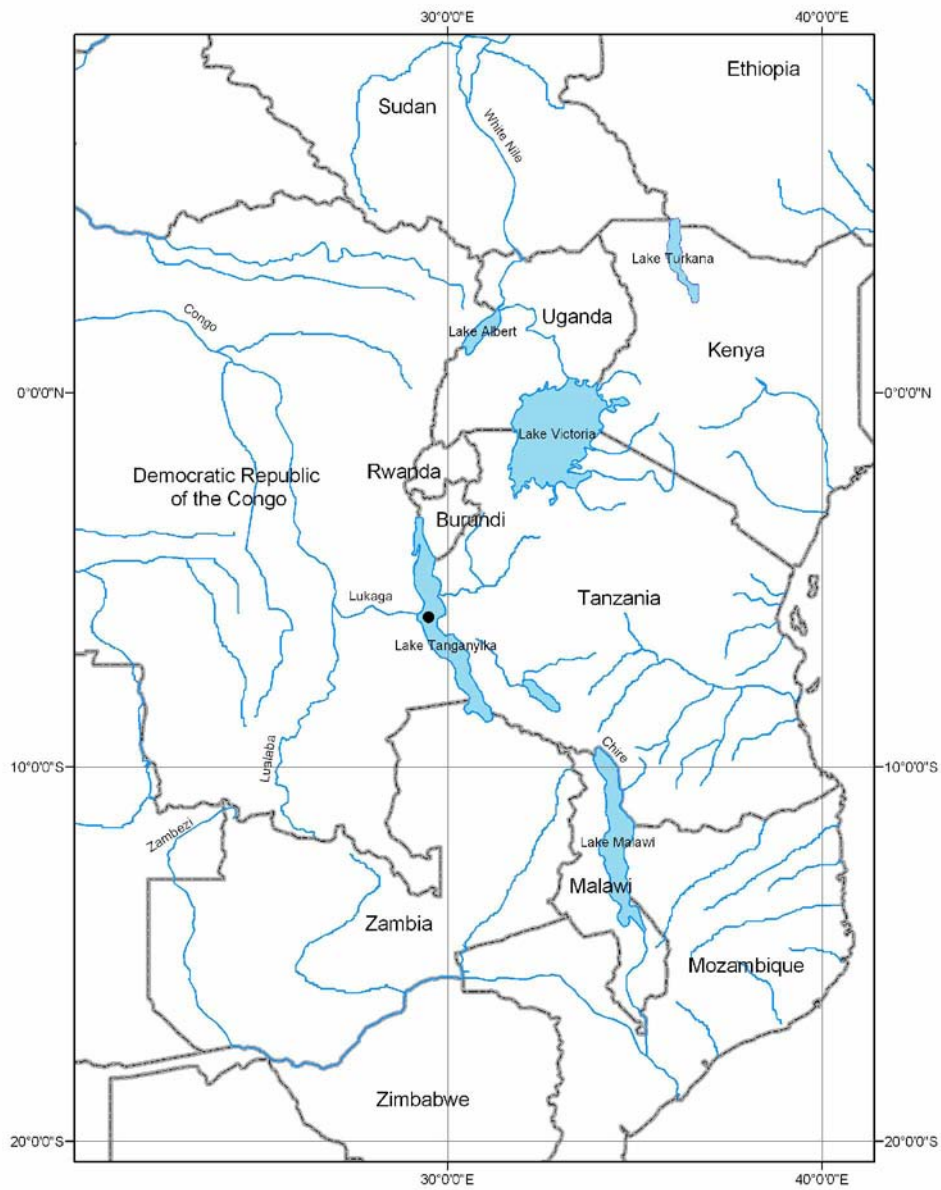 30°0'0"E
40°0'0"E
Ethiopia
Sudan
White Nile
Lake Turkana
Congo
Uganda
Lake Albert
Kenya
0°0'0"N
0°0'0"N
Lake Victoria
Rwanda
Democratic Republic
of the Congo
Burundi
Lukaga
Tanzania
Lake Tanganyika
Chire
Lualaba
10°0'0"S
10°0'0"S
Zambezi
Lake Malawi
Malawi
Zambia
Mozambique
Zimbabwe
20°0'0"S
20°0'0"S
30°0'0"E
40°0'0"E